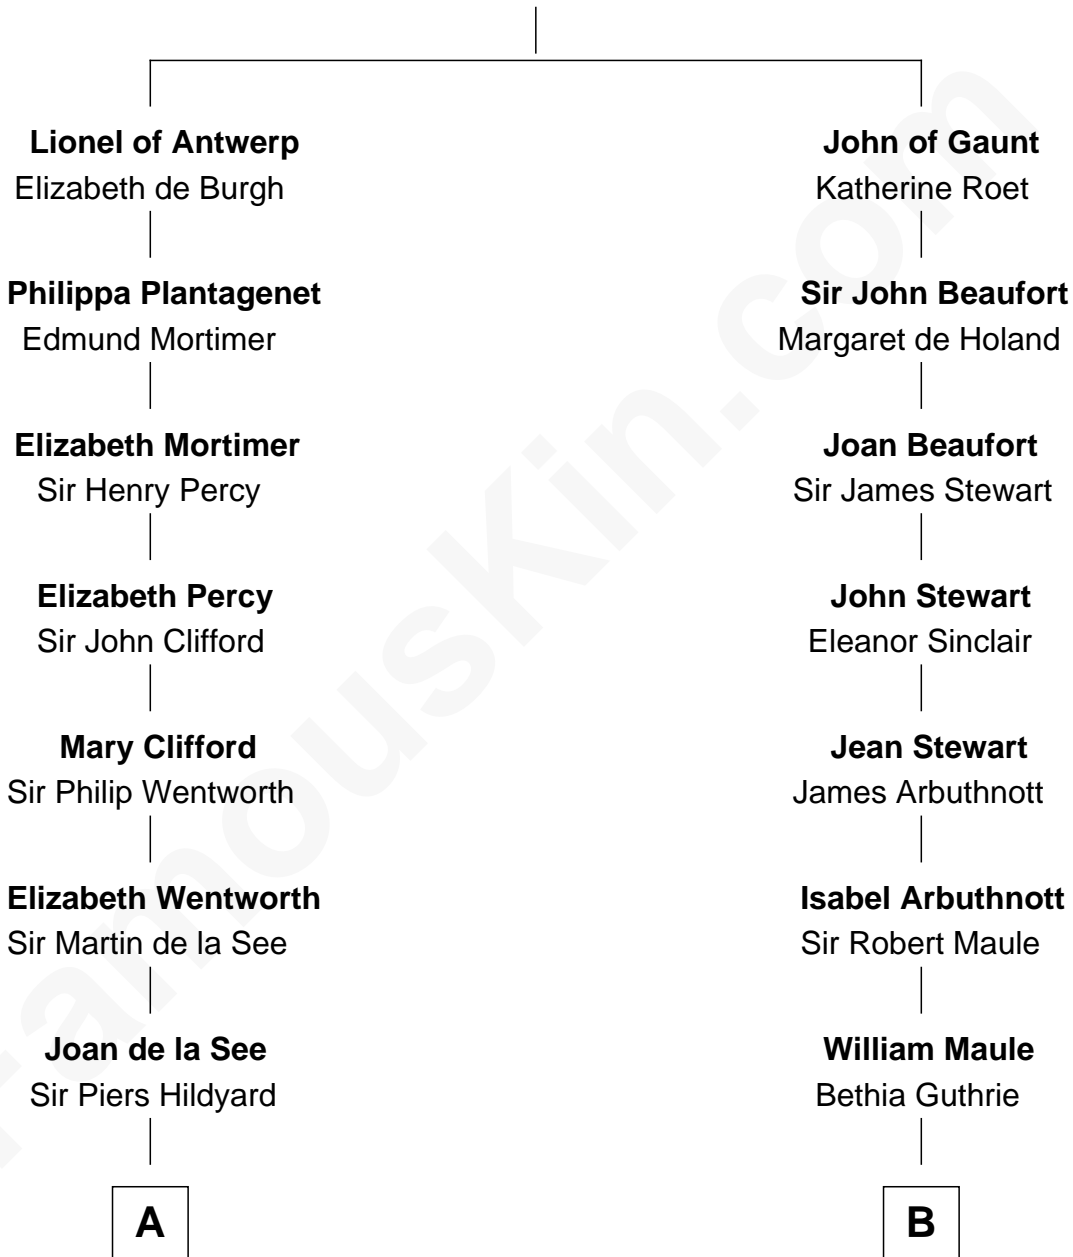 Lionel of Antwerp
Elizabeth de Burgh
Philippa Plantagenet
Edmund Mortimer
Elizabeth Mortimer
Sir Henry Percy
Elizabeth Percy
Sir John Clifford
Mary Clifford
Sir Philip Wentworth
Elizabeth Wentworth
Sir Martin de la See
Joan de la See
Sir Piers Hildyard
A
John of Gaunt
Katherine Roet
Sir John Beaufort
Margaret de Holand
Joan Beaufort
Sir James Stewart
John Stewart
Eleanor Sinclair
Jean Stewart
James Arbuthnott
Isabel Arbuthnott
Sir Robert Maule
William Maule
Bethia Guthrie
B
FamousKin.com